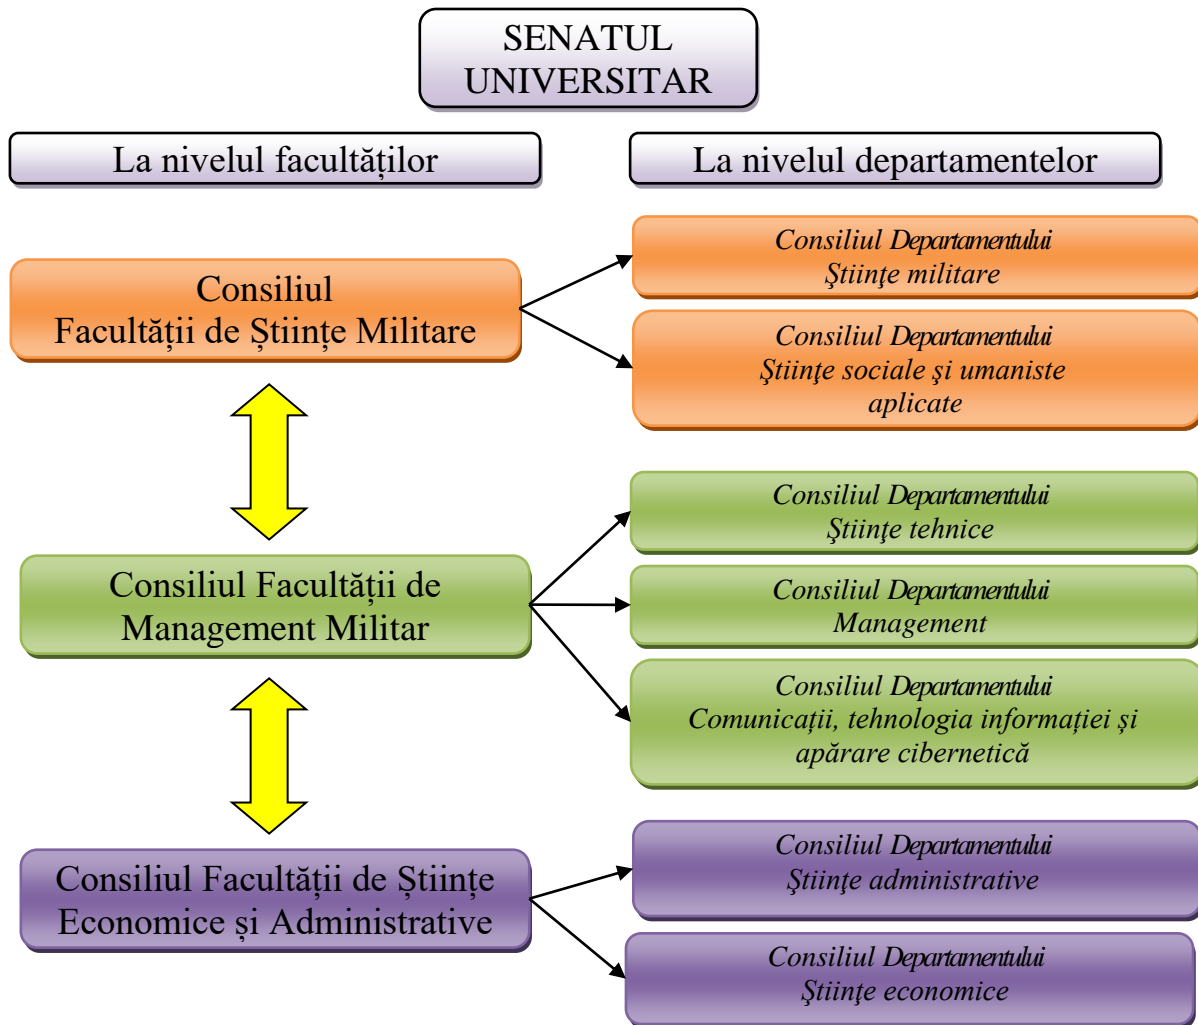 SENATUL
UNIVERSITAR
La nivelul facultăților
La nivelul departamentelor
Consiliul
Facultății de Științe Militare
Consiliul Departamentului
Ştiinţe militare
Consiliul Departamentului
Ştiinţe sociale şi umaniste
aplicate
Consiliul Facultății de
Management Militar
Consiliul Departamentului
Ştiinţe tehnice
Consiliul Departamentului
Management
Consiliul Departamentului
Comunicații, tehnologia informației și
apărare cibernetică
Consiliul Facultății de Științe
Economice și Administrative
Consiliul Departamentului
Ştiinţe administrative
Consiliul Departamentului
Ştiinţe economice